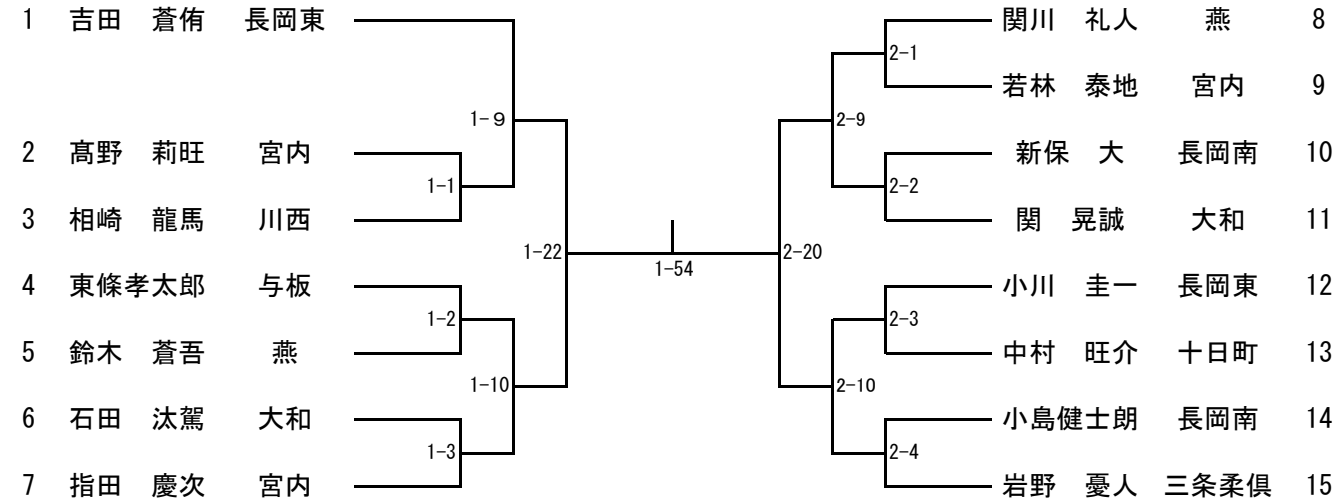 1 吉田 蒼侑 長岡東
1-９
2 髙野 莉旺 宮内
1-1
3 相崎 龍馬 川西
1-22
4 東條孝太郎 与板
1-2
5 鈴木 蒼吾 燕
1-10
6 石田 汰駕 大和
1-3
7 指田 慶次 宮内
1-54
関川 礼人 燕 8
2-1
若林 泰地 宮内 9
2-9
新保 大 長岡南 10
2-2
関 晃誠 大和 11
2-20
小川 圭一 長岡東 12
2-3
中村 旺介 十日町 13
2-10
小島健士朗 長岡南 14
2-4
岩野 憂人 三条柔倶 15